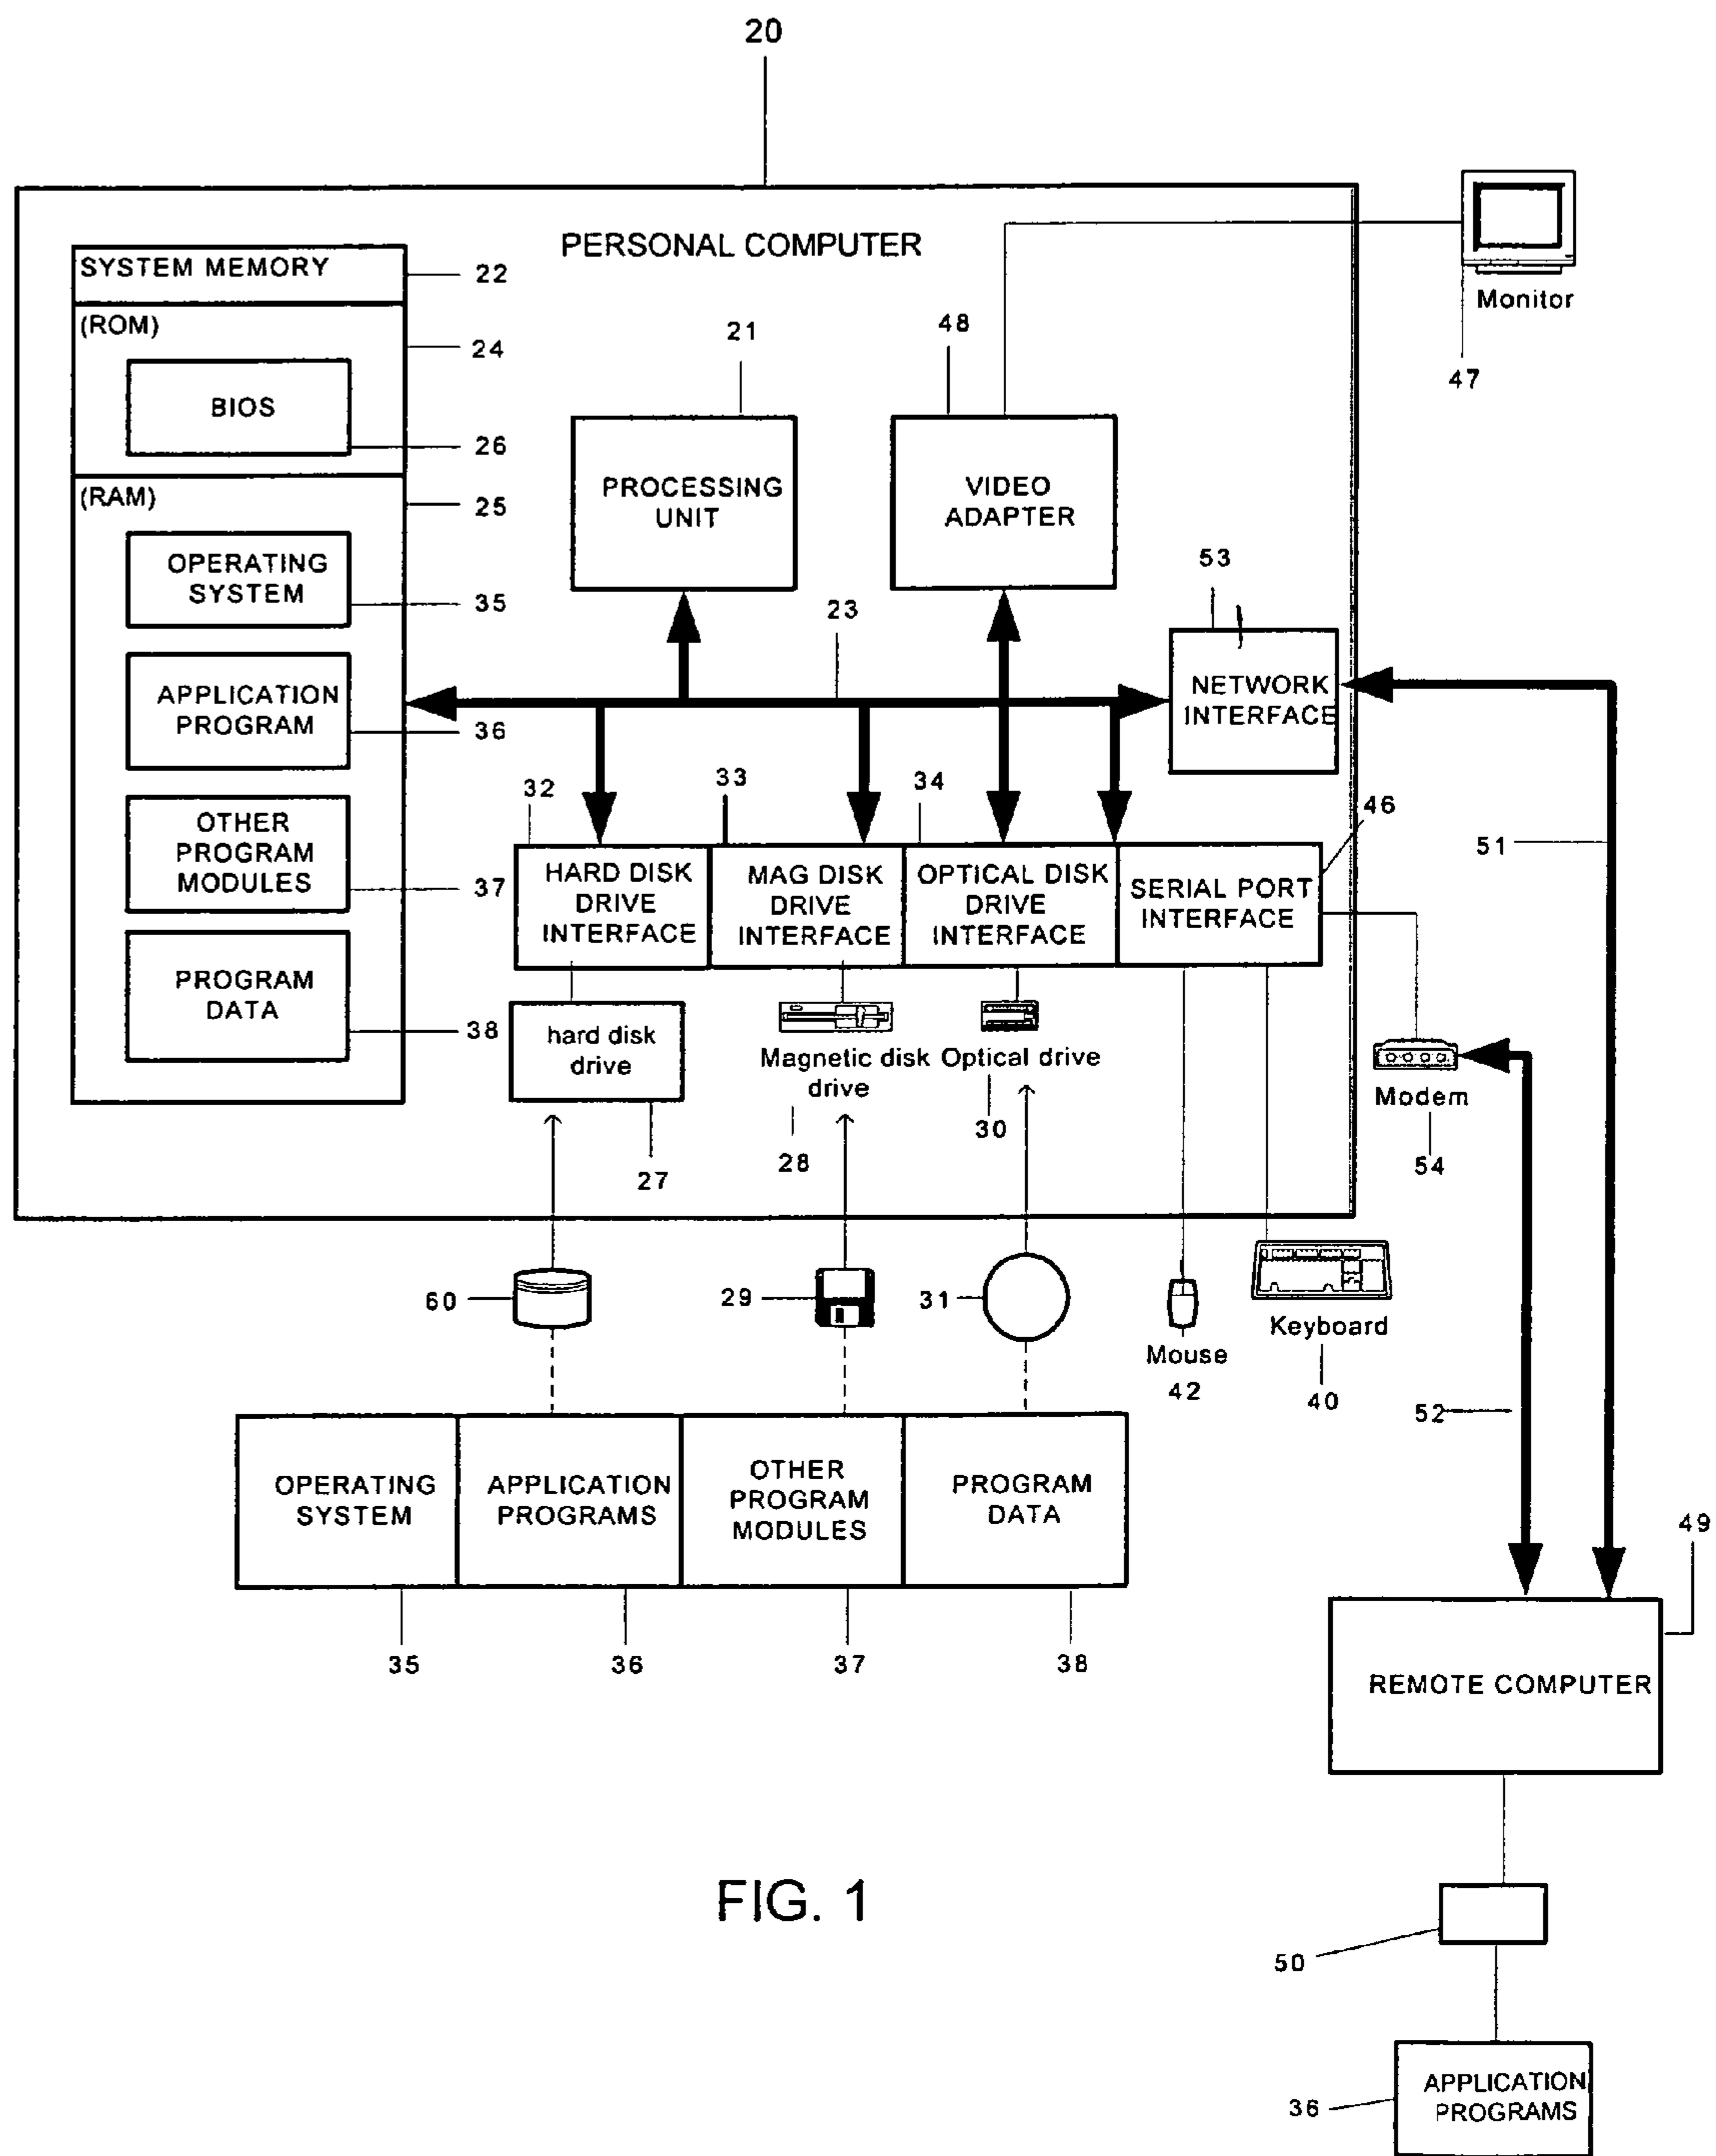 20
PERSONAL COMPUTER
SYSTEM MEMORY
22
(ROM)
24
BIOS
26
(RAM)
25
OPERATING
SYSTEM
35
APPLICATION
PROGRAM
36
OTHER
PROGRAM
MODULES
37
PROGRAM
DATA
38
21
PROCESSING
UNIT
48
VIDEO
ADAPTER
Monitor
47
23
53
NETWORK
INTERFACE
32
HARD DISK
DRIVE
INTERFACE
33
MAG DISK
DRIVE
INTERFACE
34
OPTICAL DISK
DRIVE
INTERFACE
46
SERIAL PORT
INTERFACE
51
hard disk
drive
27
Magnetic disk
drive
28
Optical drive
30
Modem
54
60
29
31
Mouse
42
Keyboard
40
52
OPERATING
SYSTEM
APPLICATION
PROGRAMS
OTHER
PROGRAM
MODULES
PROGRAM
DATA
35
36
37
38
49
REMOTE COMPUTER
FIG. 1
50
36
APPLICATION
PROGRAMS